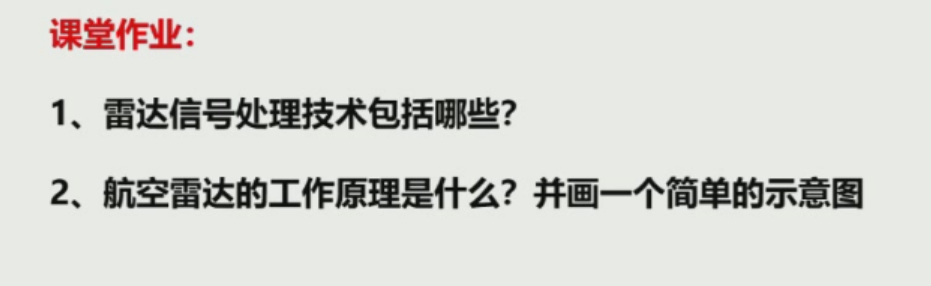 课堂作业：
1、雷达信号处理技术包括哪些？
2、航空雷达的工作原理是什么？并画一个简单的示意图